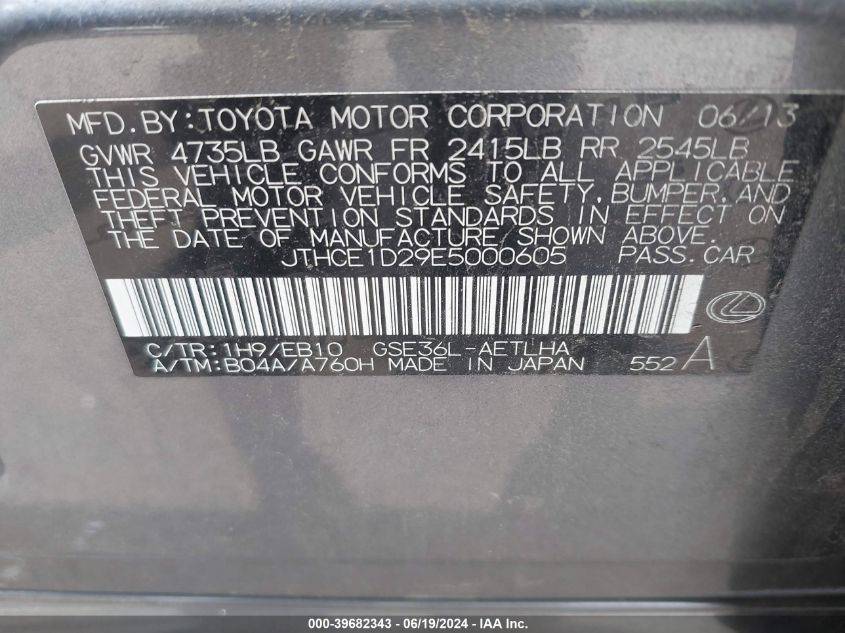 MFD.BY:TOYOTA MOTOR CORPORATION 06/13
GVWR 4735LB GAWR FR 2415LB RR 2545LB
THIS VEHICLE CONFORMS TO ALL APPLICABLE
FEDERAL MOTOR VEHICLE SAFETY,BUMPER,AND
THEFT PREVENTION STANDARDS IN EFFECT ON
THE DATE OF MANUFACTURE SHOWN ABOVE.
JTHCE1D29E5000605 PASS.CAR
C/TR:1H9/EB10 GSE36L-AETLHA
A/TM:B04A/A760H MADE IN JAPAN 552 A
000-39682343 - 06/19/2024 - IAA Inc.